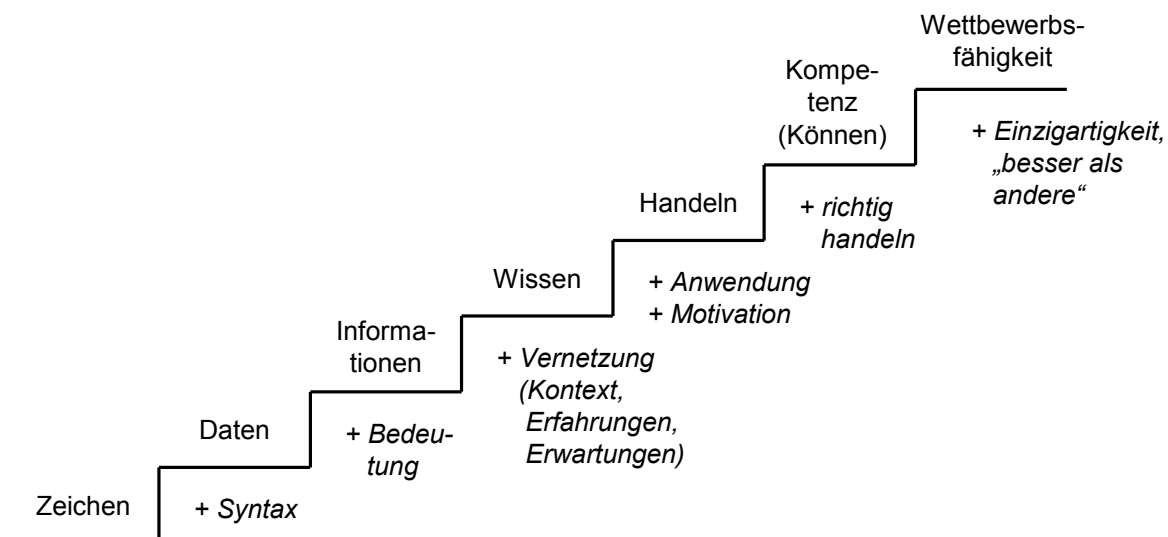 Wettbewerbs-
fähigkeit
+ Einzigartigkeit,
„besser als
andere“
Kompe-
tenz
(Können)
+ richtig
handeln
Handeln
+ Anwendung
+ Motivation
Wissen
+ Vernetzung
(Kontext,
Erfahrungen,
Erwartungen)
Informa-
tionen
+ Bedeu-
tung
Daten
+ Syntax
Zeichen